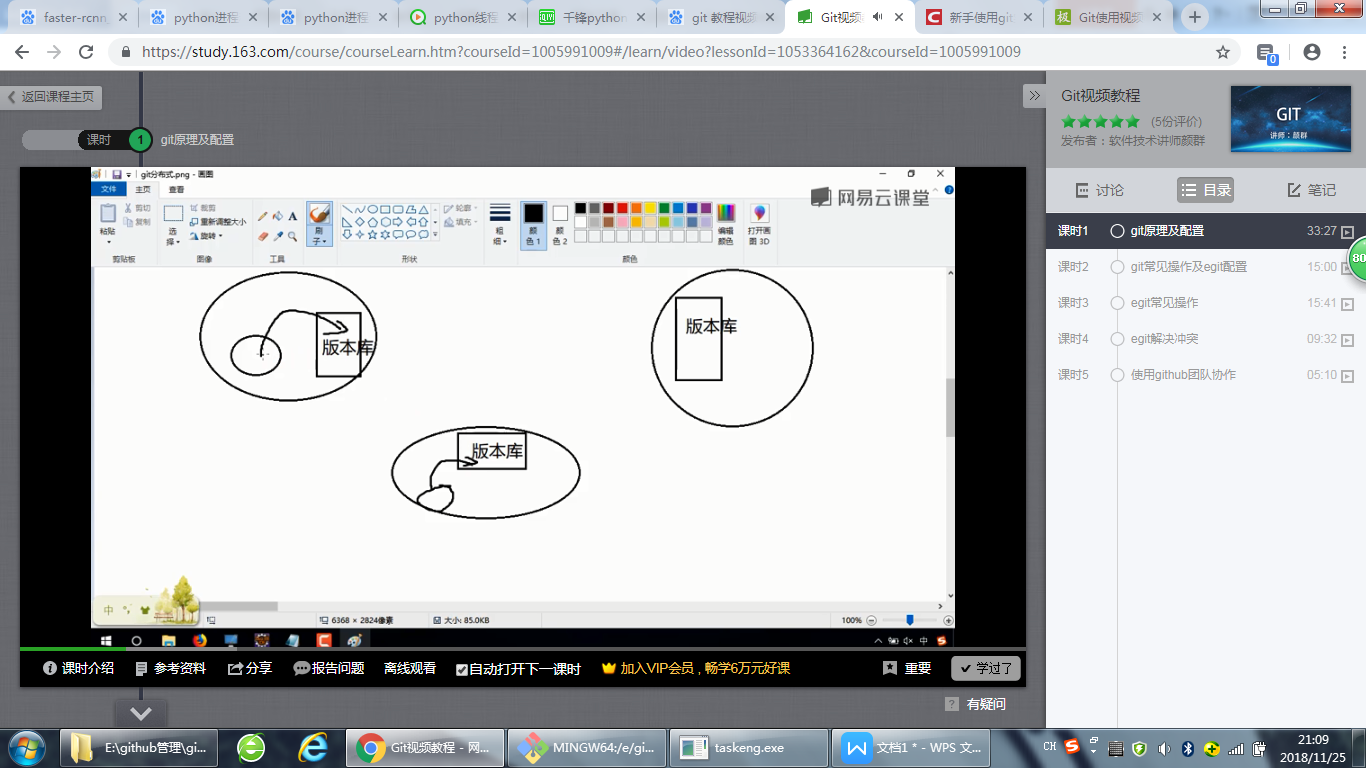 faster-rcnn
python进程
python进程
python线程
千锋python
git 教程视频
Git视频
新手使用git
Git使用视频
https://study.163.com/course/courseLearn.htm?courseId=1005991009#/learn/video?lessonId=1053364162&courseId=1005991009
0
返回课程主页
课时 1 git原理及配置
git分布式.png - 画图
文件 主页 查看
网易云课堂
粘贴
剪切
复制
选择
裁剪
重新调整大小
旋转
A
刷子
轮廓
填充
粗细
颜色 1
颜色 2
编辑颜色
打开画图 3D
剪贴板 图像 工具 形状 颜色
版本库
版本库
版本库
中
6368 × 2824像素
大小: 85.0KB
100%
中
课时介绍 参考资料 分享 报告问题 离线观看 自动打开下一课时 加入VIP会员，畅学6万元好课 重要 学过了
? 有疑问
Git视频教程
(5份评价)
发布者：软件技术讲师颜群
GIT
讲师：颜群
讨论 目录 笔记
课时1 git原理及配置 33:27
课时2 git常见操作及egit配置 15:00
课时3 egit常见操作 15:41
课时4 egit解决冲突 09:32
课时5 使用github团队协作 05:10
80
E:\github管理\gi...
Git视频教程 - 网...
MINGW64:/e/gi...
taskeng.exe
文档1 * - WPS 文...
CH
21:09
2018/11/25